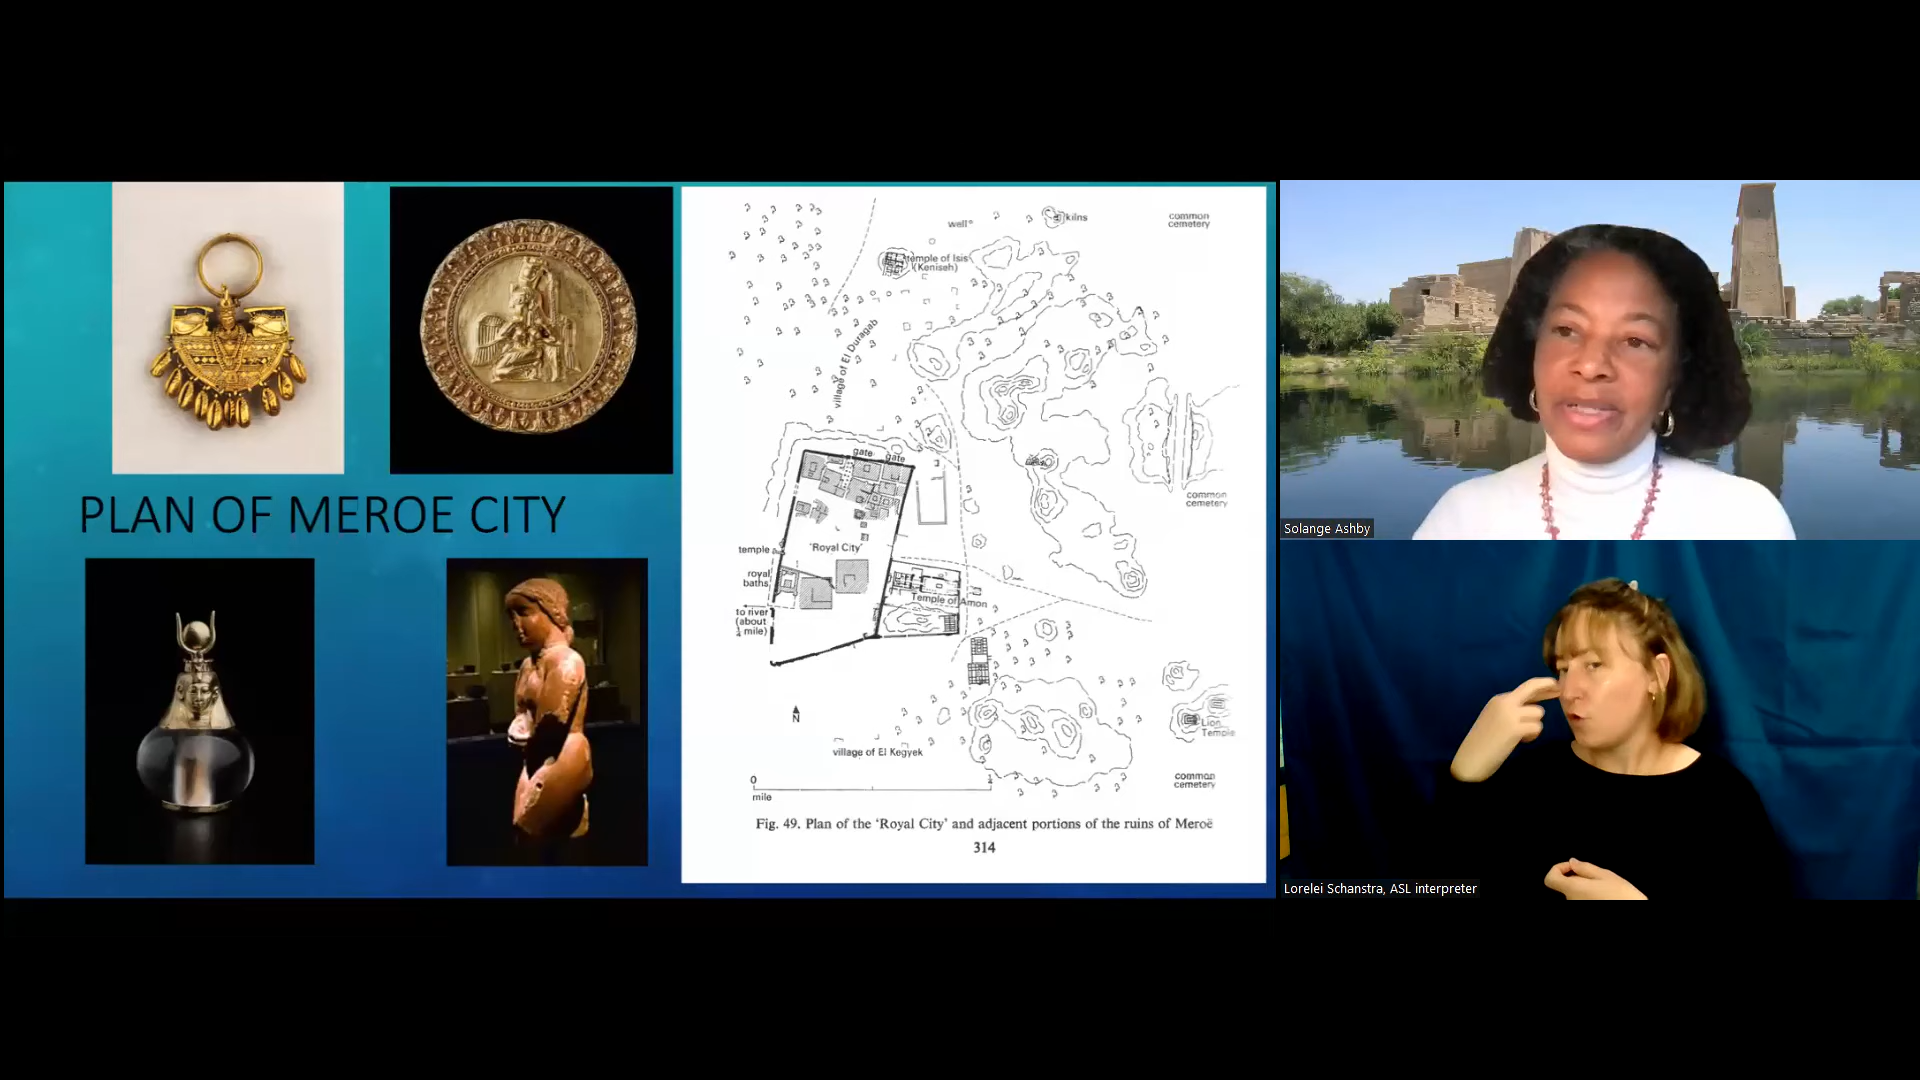 PLAN OF MEROE CITY
well
kilns
common
cemetery
temple of Isis
(Keniseh)
village of El Duragab
gate
gate
common
cemetery
temple
'Royal City'
royal
baths
Temple of Amon
to river
(about
¼ mile)
N
Lion
Temple
village of El Kegyek
common
cemetery
0
1
mile
Fig. 49. Plan of the 'Royal City' and adjacent portions of the ruins of Meroë
314
Solange Ashby
Lorelei Schanstra, ASL interpreter